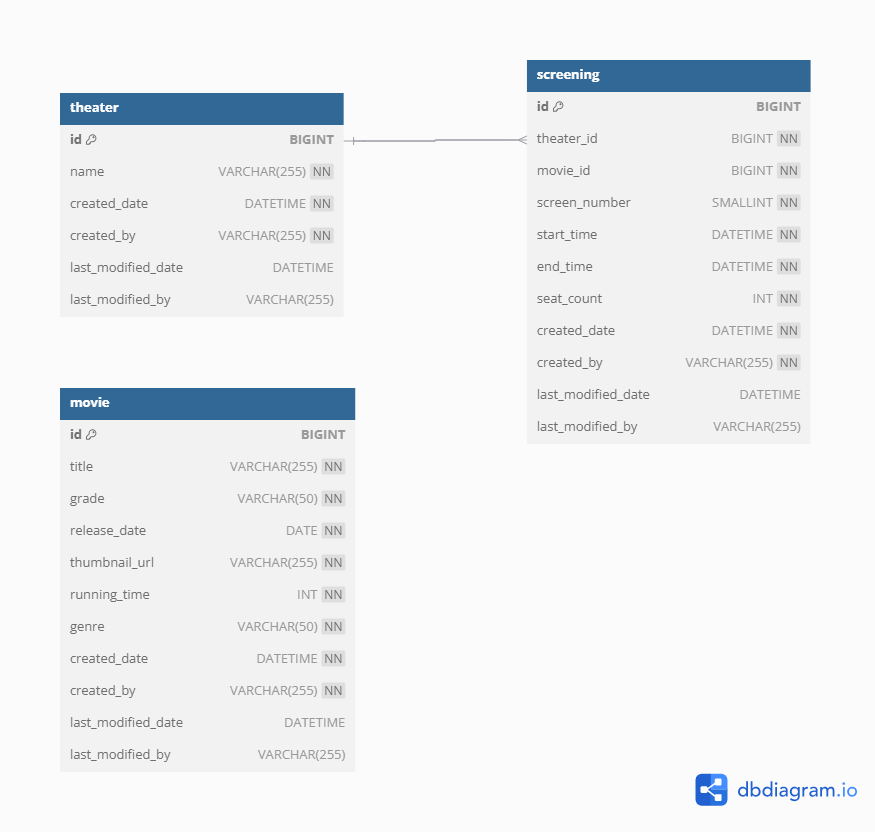 theater
id BIGINT
name VARCHAR(255) NN
created_date DATETIME NN
created_by VARCHAR(255) NN
last_modified_date DATETIME
last_modified_by VARCHAR(255)
screening
id BIGINT
theater_id BIGINT NN
movie_id BIGINT NN
screen_number SMALLINT NN
start_time DATETIME NN
end_time DATETIME NN
seat_count INT NN
created_date DATETIME NN
created_by VARCHAR(255) NN
last_modified_date DATETIME
last_modified_by VARCHAR(255)
movie
id BIGINT
title VARCHAR(255) NN
grade VARCHAR(50) NN
release_date DATE NN
thumbnail_url VARCHAR(255) NN
running_time INT NN
genre VARCHAR(50) NN
created_date DATETIME NN
created_by VARCHAR(255) NN
last_modified_date DATETIME
last_modified_by VARCHAR(255)
dbdiagram.io